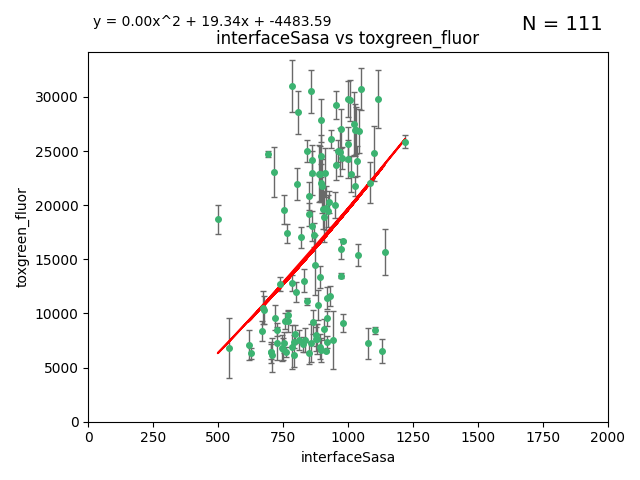 y = 0.00x^2 + 19.34x + -4483.59
N = 111
interfaceSasa vs toxgreen_fluor
30000
25000
20000
15000
10000
5000
0
toxgreen_fluor
0 250 500 750 1000 1250 1500 1750 2000
interfaceSasa